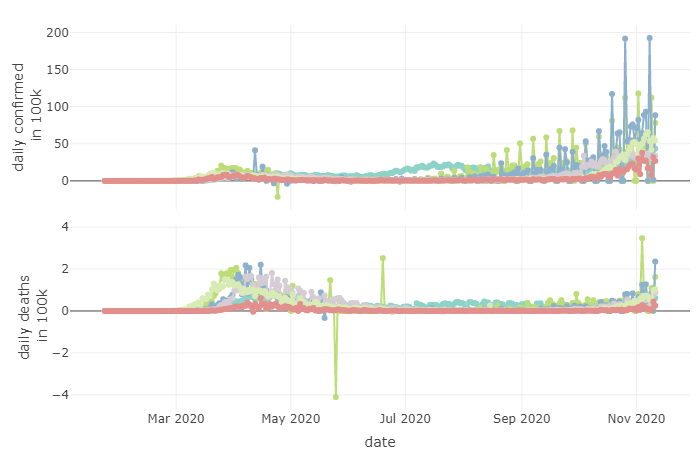 daily confirmed
in 100k
200
150
100
50
0
daily deaths
in 100k
4
2
0
−2
−4
Mar 2020
May 2020
Jul 2020
Sep 2020
Nov 2020
date